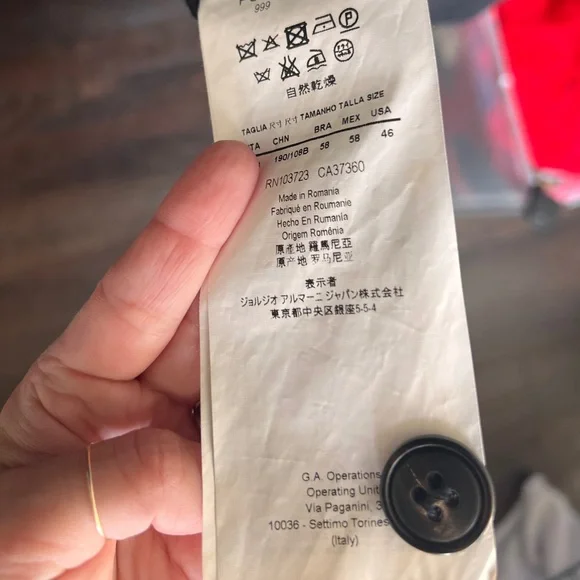 999
自然乾燥
TAGLIA 尺寸 尺寸 TAMANHO TALLA SIZE
CHN BRA MEX USA
190/108B 58 58 46
RN103723 CA37360
Made in Romania
Fabriqué en Roumanie
Hecho En Rumanía
Origem Roménia
原產地 羅馬尼亞
原产地 罗马尼亚
表示者
ジョルジオ アルマーニ ジャパン株式会社
東京都中央区銀座5-5-4
G.A. Operations
Operating Unit
Via Paganini, 3
10036 - Settimo Torines
(Italy)